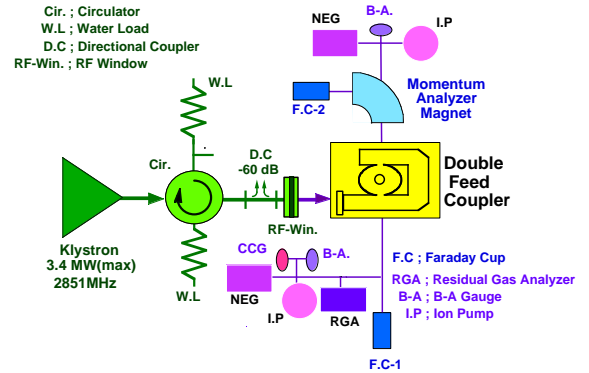 Cir. ; Circulator
W.L ; Water Load
D.C ; Directional Coupler
RF-Win. ; RF Window
B-A.
NEG
I.P
W.L
F.C-2
Momentum
Analyzer
Magnet
D.C
-60 dB
Cir.
Double
Feed
Coupler
RF-Win.
Klystron
3.4 MW(max)
2851MHz
CCG
B-A.
F.C ; Faraday Cup
RGA ; Residual Gas Analyzer
B-A ; B-A Gauge
I.P ; Ion Pump
W.L
NEG
I.P
RGA
F.C-1